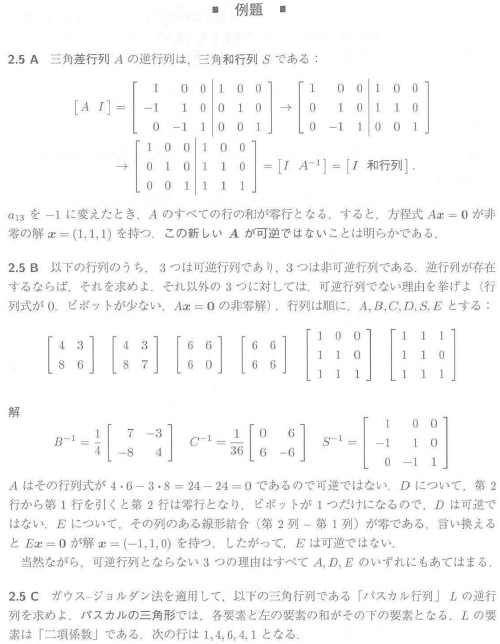 ■ 例題 ■
2.5 A 三角差行列 A の逆行列は，三角和行列 S である：
[A I] = [1 0 0 | 1 0 0; -1 1 0 | 0 1 0; 0 -1 1 | 0 0 1] → [1 0 0 | 1 0 0; 0 1 0 | 1 1 0; 0 -1 1 | 0 0 1]
→ [1 0 0 | 1 0 0; 0 1 0 | 1 1 0; 0 0 1 | 1 1 1] = [I A⁻¹] = [I 和行列].
a₁₃ を −1 に変えたとき，A のすべての行の和が零行となる．すると，方程式 Ax = 0 が非
零の解 x = (1, 1, 1) を持つ．この新しい A が可逆ではないことは明らかである．
2.5 B 以下の行列のうち，3 つは可逆行列であり，3 つは非可逆行列である．逆行列が存在
するならば，それを求めよ．それ以外の 3 つに対しては，可逆行列でない理由を挙げよ（行
列式が 0，ピボットが少ない，Ax = 0 の非零解）．行列は順に，A, B, C, D, S, E とする：
[4 3; 8 6] [4 3; 8 7] [6 6; 6 0] [6 6; 6 6] [1 0 0; 1 1 0; 1 1 1] [1 1 1; 1 1 0; 1 1 1]
解
B⁻¹ = 1/4 [7 -3; -8 4] C⁻¹ = 1/36 [0 6; 6 -6] S⁻¹ = [1 0 0; -1 1 0; 0 -1 1]
A はその行列式が 4・6 − 3・8 = 24 − 24 = 0 であるので可逆ではない．D について，第 2
行から第 1 行を引くと第 2 行は零行となり，ピボットが 1 つだけになるので，D は可逆で
はない．E について，その列のある線形結合（第 2 列 − 第 1 列）が零である．言い換える
と Ex = 0 が解 x = (−1, 1, 0) を持つ．したがって，E は可逆ではない．
当然ながら，可逆行列とならない 3 つの理由はすべて A, D, E のいずれにもあてはまる．
2.5 C ガウス–ジョルダン法を適用して，以下の三角行列である「パスカル行列」L の逆行
列を求めよ．パスカルの三角形では，各要素と左の要素の和がその下の要素となる．L の要
素は「二項係数」である．次の行は 1, 4, 6, 4, 1 となる．